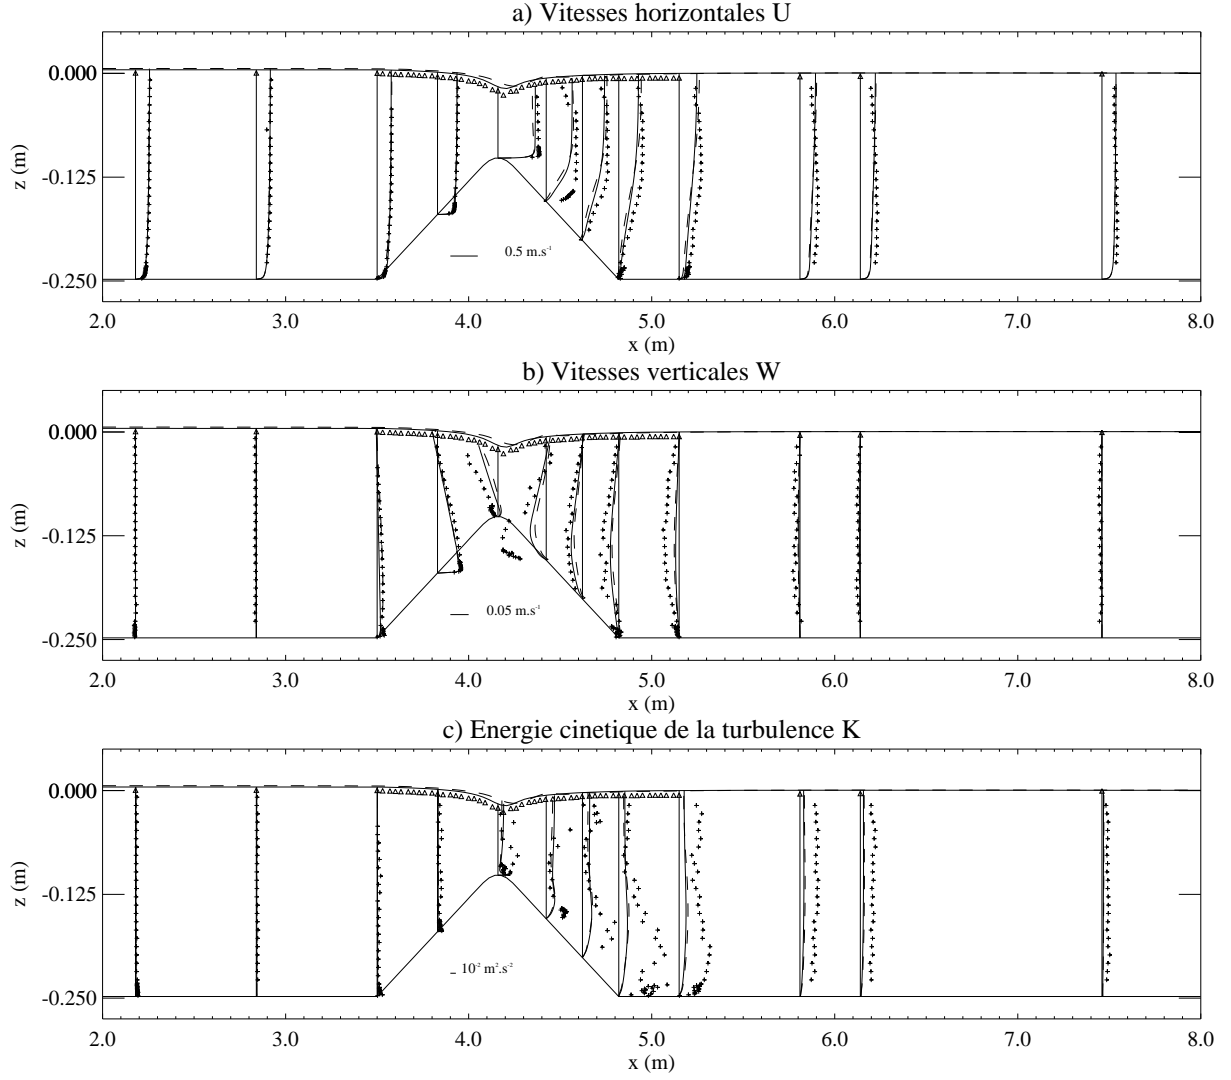 a) Vitesses horizontales U
0.000
-0.125
-0.250
z (m)
0.5 m.s-1
2.0 3.0 4.0 5.0 6.0 7.0 8.0
x (m)
b) Vitesses verticales W
0.000
-0.125
-0.250
z (m)
0.05 m.s-1
2.0 3.0 4.0 5.0 6.0 7.0 8.0
x (m)
c) Energie cinetique de la turbulence K
0.000
-0.125
-0.250
z (m)
10-2 m2.s-2
2.0 3.0 4.0 5.0 6.0 7.0 8.0
x (m)